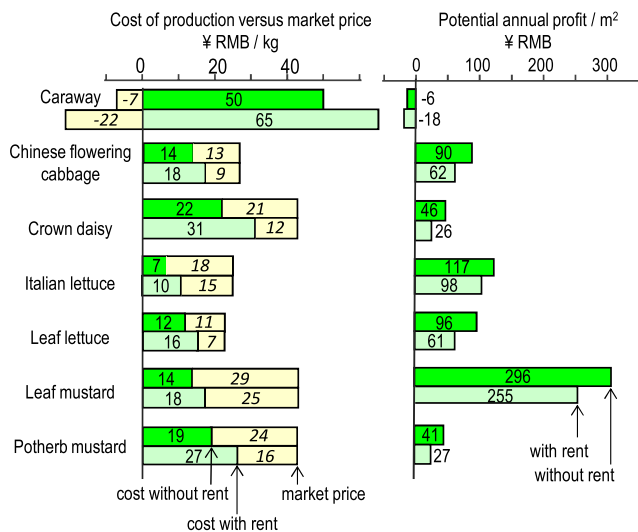 Cost of production versus market price
¥ RMB / kg
Potential annual profit / m²
¥ RMB
0 20 40
0 100 200 300
Caraway
-7 50
-22 65
-6
-18
Chinese flowering
cabbage
14 13
18 9
90
62
Crown daisy
22 21
31 12
46
26
Italian lettuce
7 18
10 15
117
98
Leaf lettuce
12 11
16 7
96
61
Leaf mustard
14 29
18 25
296
255
Potherb mustard
19 24
27 16
41
27
with rent
without rent
cost without rent
market price
cost with rent